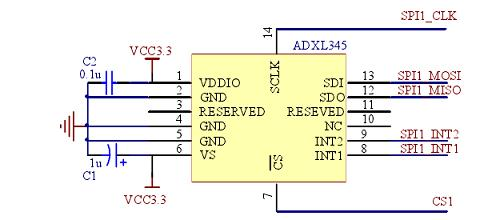 SPI1_CLK
14
ADXL345
VCC3.3
C2
0.1u
1 VDDIO SCLK SDI 13 SPI1_MOSI
2 GND SDO 12 SPI1_MISO
3 RESERVED RESEVED 11
4 GND NC 10
5 GND INT2 9 SPI1_INT2
6 VS CS INT1 8 SPI1_INT1
1u +
C1
VCC3.3
7
CS1